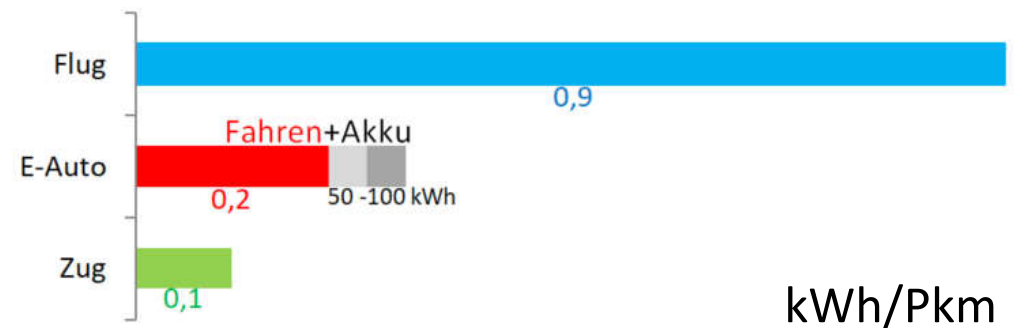 Flug
0,9
Fahren+Akku
E-Auto
0,2
50 -100 kWh
Zug
0,1
kWh/Pkm